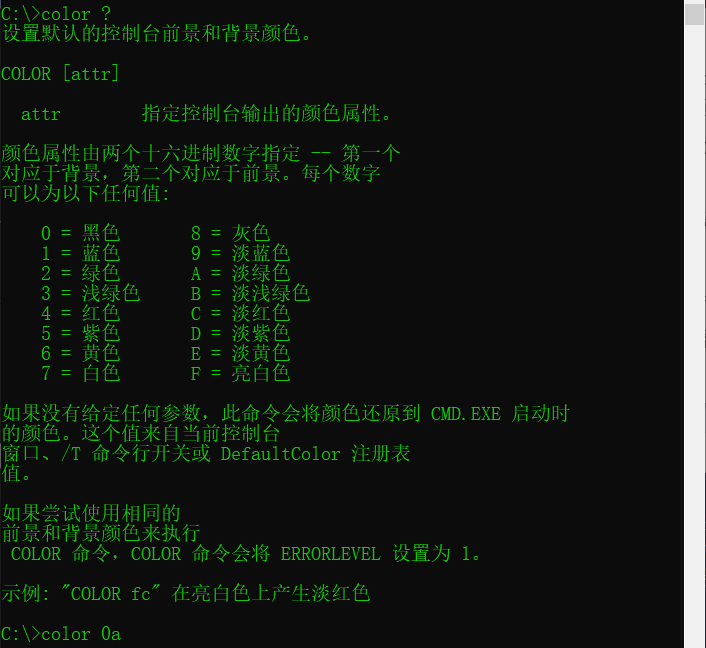 C:\>color ?
设置默认的控制台前景和背景颜色。
COLOR [attr]
attr 指定控制台输出的颜色属性。
颜色属性由两个十六进制数字指定 -- 第一个
对应于背景，第二个对应于前景。每个数字
可以为以下任何值:
0 = 黑色 8 = 灰色
1 = 蓝色 9 = 淡蓝色
2 = 绿色 A = 淡绿色
3 = 浅绿色 B = 淡浅绿色
4 = 红色 C = 淡红色
5 = 紫色 D = 淡紫色
6 = 黄色 E = 淡黄色
7 = 白色 F = 亮白色
如果没有给定任何参数，此命令会将颜色还原到 CMD.EXE 启动时
的颜色。这个值来自当前控制台
窗口、/T 命令行开关或 DefaultColor 注册表
值。
如果尝试使用相同的
前景和背景颜色来执行
COLOR 命令，COLOR 命令会将 ERRORLEVEL 设置为 1。
示例: "COLOR fc" 在亮白色上产生淡红色
C:\>color 0a